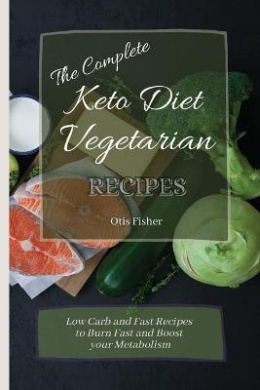 The Complete
Keto Diet
Vegetarian
RECIPES
Otis Fisher
Low Carb and Fast Recipes
to Burn Fast and Boost
your Metabolism